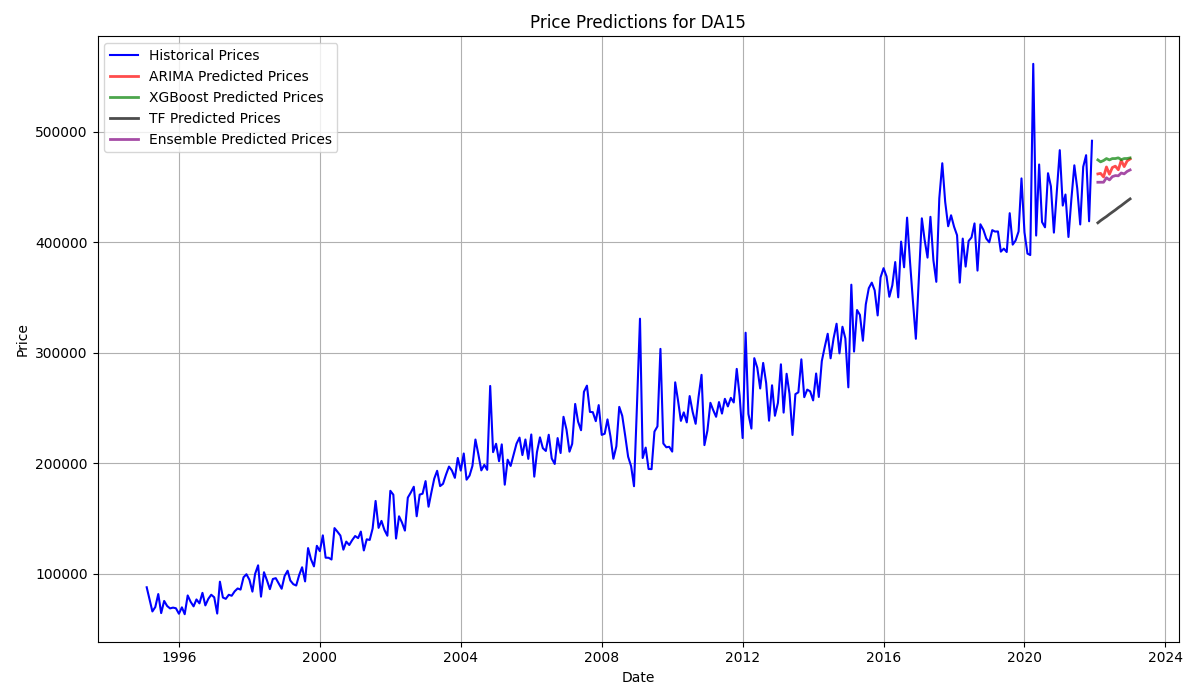 Price Predictions for DA15
Historical Prices
ARIMA Predicted Prices
XGBoost Predicted Prices
TF Predicted Prices
Ensemble Predicted Prices
500000
400000
300000
200000
100000
Price
1996 2000 2004 2008 2012 2016 2020 2024
Date